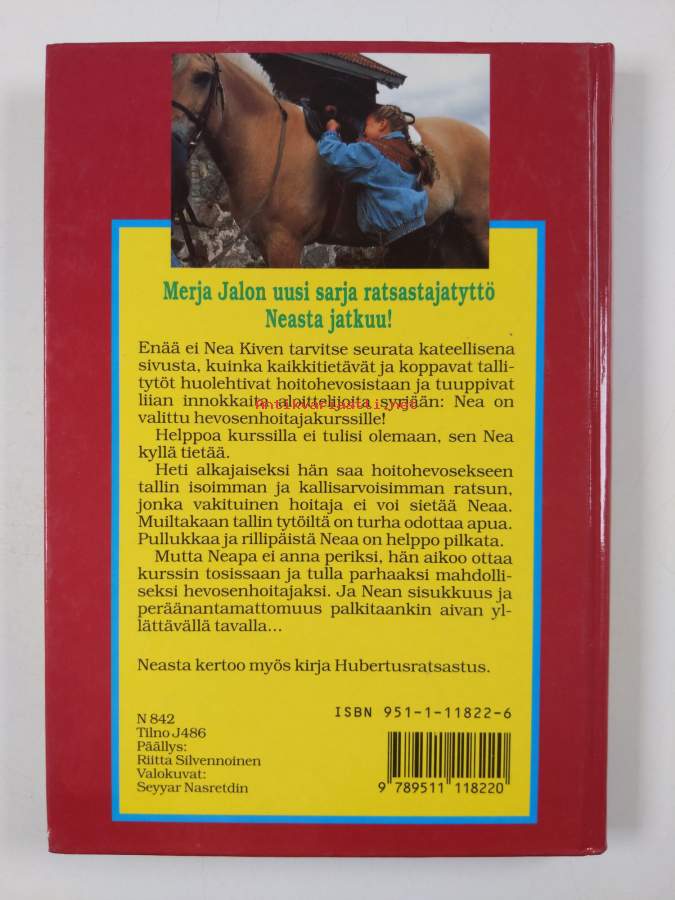 Merja Jalon uusi sarja ratsastajatyttö
Neasta jatkuu!
Enää ei Nea Kiven tarvitse seurata kateellisena
sivusta, kuinka kaikkitietävät ja koppavat talli-
tytöt huolehtivat hoitohevosistaan ja tuuppivat
liian innokkaita aloittelijoita syrjään: Nea on
Antikvariaatti.net
valittu hevosenhoitajakurssille!
Helppoa kurssilla ei tulisi olemaan, sen Nea
kyllä tietää.
Heti alkajaiseksi hän saa hoitohevosekseen
tallin isoimman ja kallisarvoisimman ratsun,
jonka vakituinen hoitaja ei voi sietää Neaa.
Muiltakaan tallin tytöiltä on turha odottaa apua.
Pullukkaa ja rillipäistä Neaa on helppo pilkata.
Mutta Neapa ei anna periksi, hän aikoo ottaa
kurssin tosissaan ja tulla parhaaksi mahdolli-
seksi hevosenhoitajaksi. Ja Nean sisukkuus ja
peräänantamattomuus palkitaankin aivan yl-
lättävällä tavalla...
Neasta kertoo myös kirja Hubertusratsastus.
ISBN 951-1-11822-6
N 842
Tilno J486
Päällys:
Riitta Silvennoinen
Valokuvat:
Seyyar Nasretdin
9 789511 118220